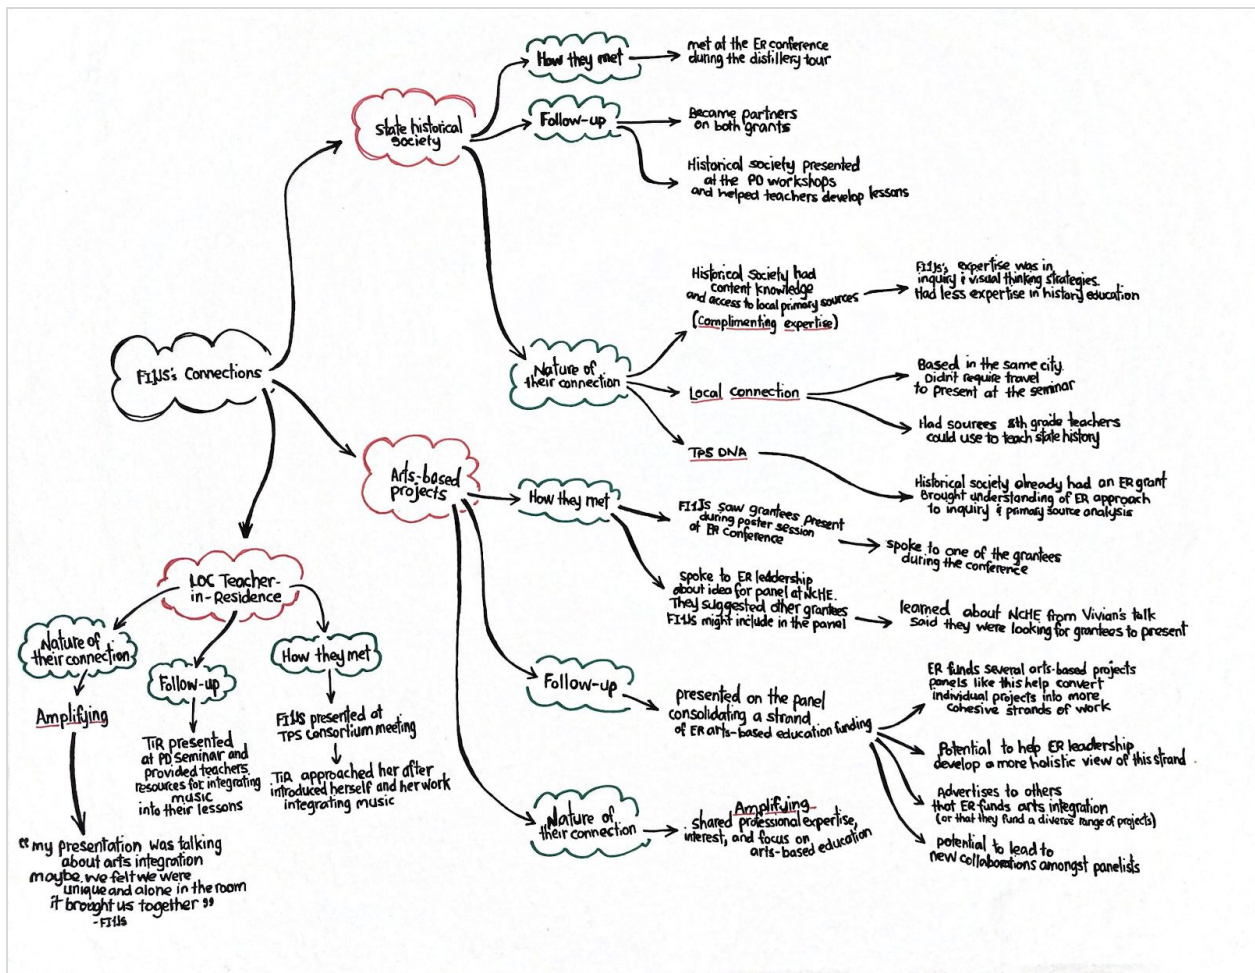 How they met
met at the ER conference
during the distillery tour
State historical
society
Follow-up
Became partners
on both grants
Historical society presented
at the PD workshops
and helped teachers develop lessons
Nature of
their connection
Historical Society had
content knowledge
and access to local primary sources
(Complimenting expertise)
FI1JS's expertise was in
inquiry & visual thinking strategies.
Had less expertise in history education
Local connection
Based in the same city.
Didn't require travel
to present at the seminar
Had sources 8th grade teachers
could use to teach state history
TPS DNA
Historical society already had an ER grant
Brought understanding of ER approach
to inquiry & primary source analysis
FI1JS's Connections
Arts-based
projects
How they met
FI1JS saw grantees present
during poster session
at ER conference
spoke to one of the grantees
during the conference
spoke to ER leadership
about idea for panel at NCHE.
They suggested other grantees
FI1JS might include in the panel
learned about NCHE from Vivian's talk
said they were looking for grantees to present
Follow-up
presented on the panel
consolidating a strand
of ER arts-based education funding
ER funds several arts-based projects
panels like this help convert
individual projects into more
cohesive strands of work
Potential to help ER leadership
develop a more holistic view of this strand
Advertises to others
that ER funds arts integration
(or that they fund a diverse range of projects)
potential to lead to
new collaborations amongst panelists
Nature of
their connection
Amplifying
shared professional expertise,
interest, and focus on
arts-based education
LOC Teacher-
in-Residence
Nature of
their connection
Amplifying
"my presentation was talking
about arts integration
maybe we felt we were
unique and alone in the room
it brought us together"
-FI1JS
Follow-up
TiR presented
at PD seminar and
provided teachers
resources for integrating
music
into their lessons
How they met
FI1JS presented at
TPS consortium meeting
TiR approached her after
introduced herself and her work
integrating music